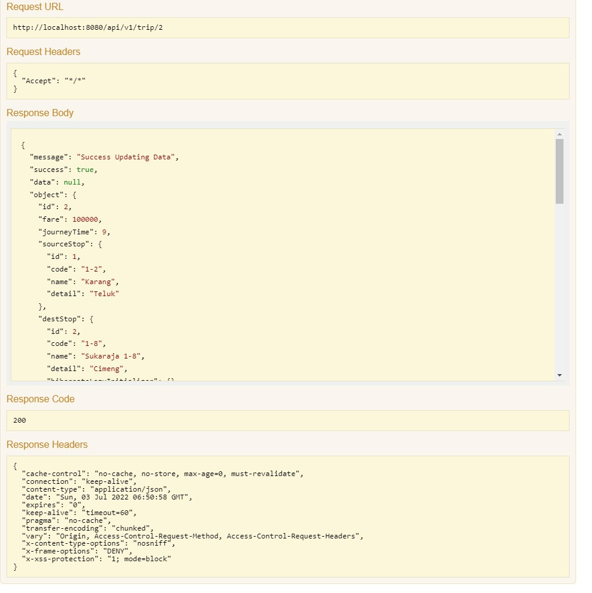 Request URL
http://localhost:8080/api/v1/trip/2
Request Headers
{
"Accept": "*/*"
}
Response Body
{
"message": "Success Updating Data",
"success": true,
"data": null,
"object": {
"id": 2,
"fare": 100000,
"journeyTime": 9,
"sourceStop": {
"id": 1,
"code": "1-2",
"name": "Karang",
"detail": "Teluk"
},
"destStop": {
"id": 2,
"code": "1-8",
"name": "Sukaraja 1-8",
"detail": "Cimeng",
"hibernateLazyInitializer": {}
Response Code
200
Response Headers
{
"cache-control": "no-cache, no-store, max-age=0, must-revalidate",
"connection": "keep-alive",
"content-type": "application/json",
"date": "Sun, 03 Jul 2022 06:50:58 GMT",
"expires": "0",
"keep-alive": "timeout=60",
"pragma": "no-cache",
"transfer-encoding": "chunked",
"vary": "Origin, Access-Control-Request-Method, Access-Control-Request-Headers",
"x-content-type-options": "nosniff",
"x-frame-options": "DENY",
"x-xss-protection": "1; mode=block"
}